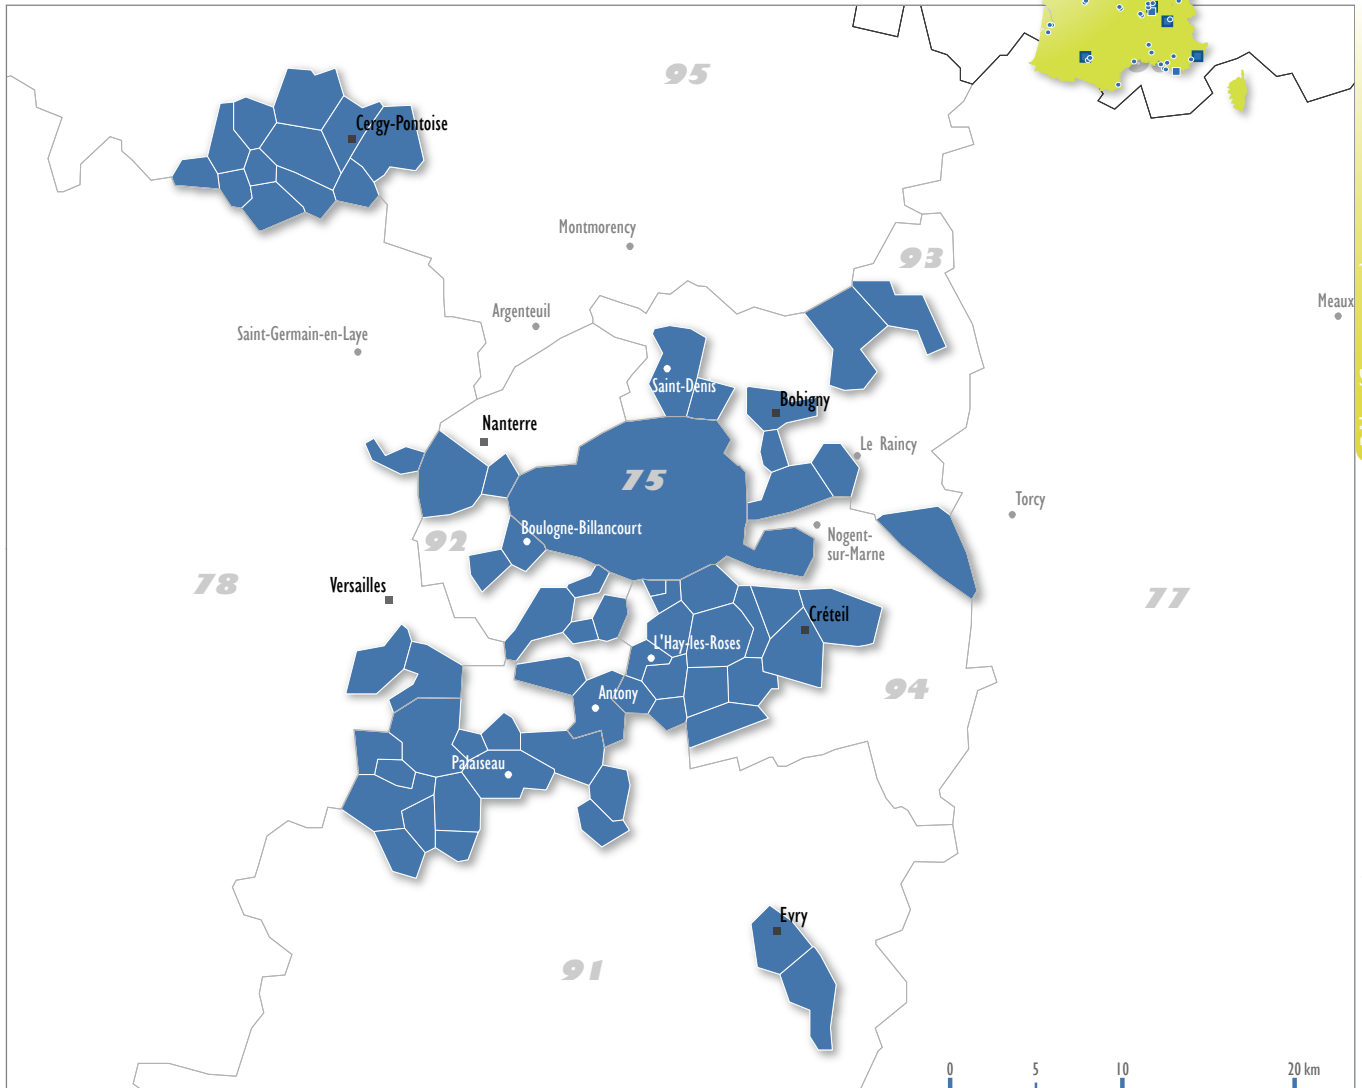 95
Cergy-Pontoise
Montmorency
93
Argenteuil
Meaux
Saint-Germain-en-Laye
Saint-Denis
Bobigny
Nanterre
Le Raincy
75
Torcy
Boulogne-Billancourt
92
Nogent-
sur-Marne
78
Versailles
77
Créteil
L'Hay-les-Roses
94
Antony
Palaiseau
Evry
91
0 5 10 20 km